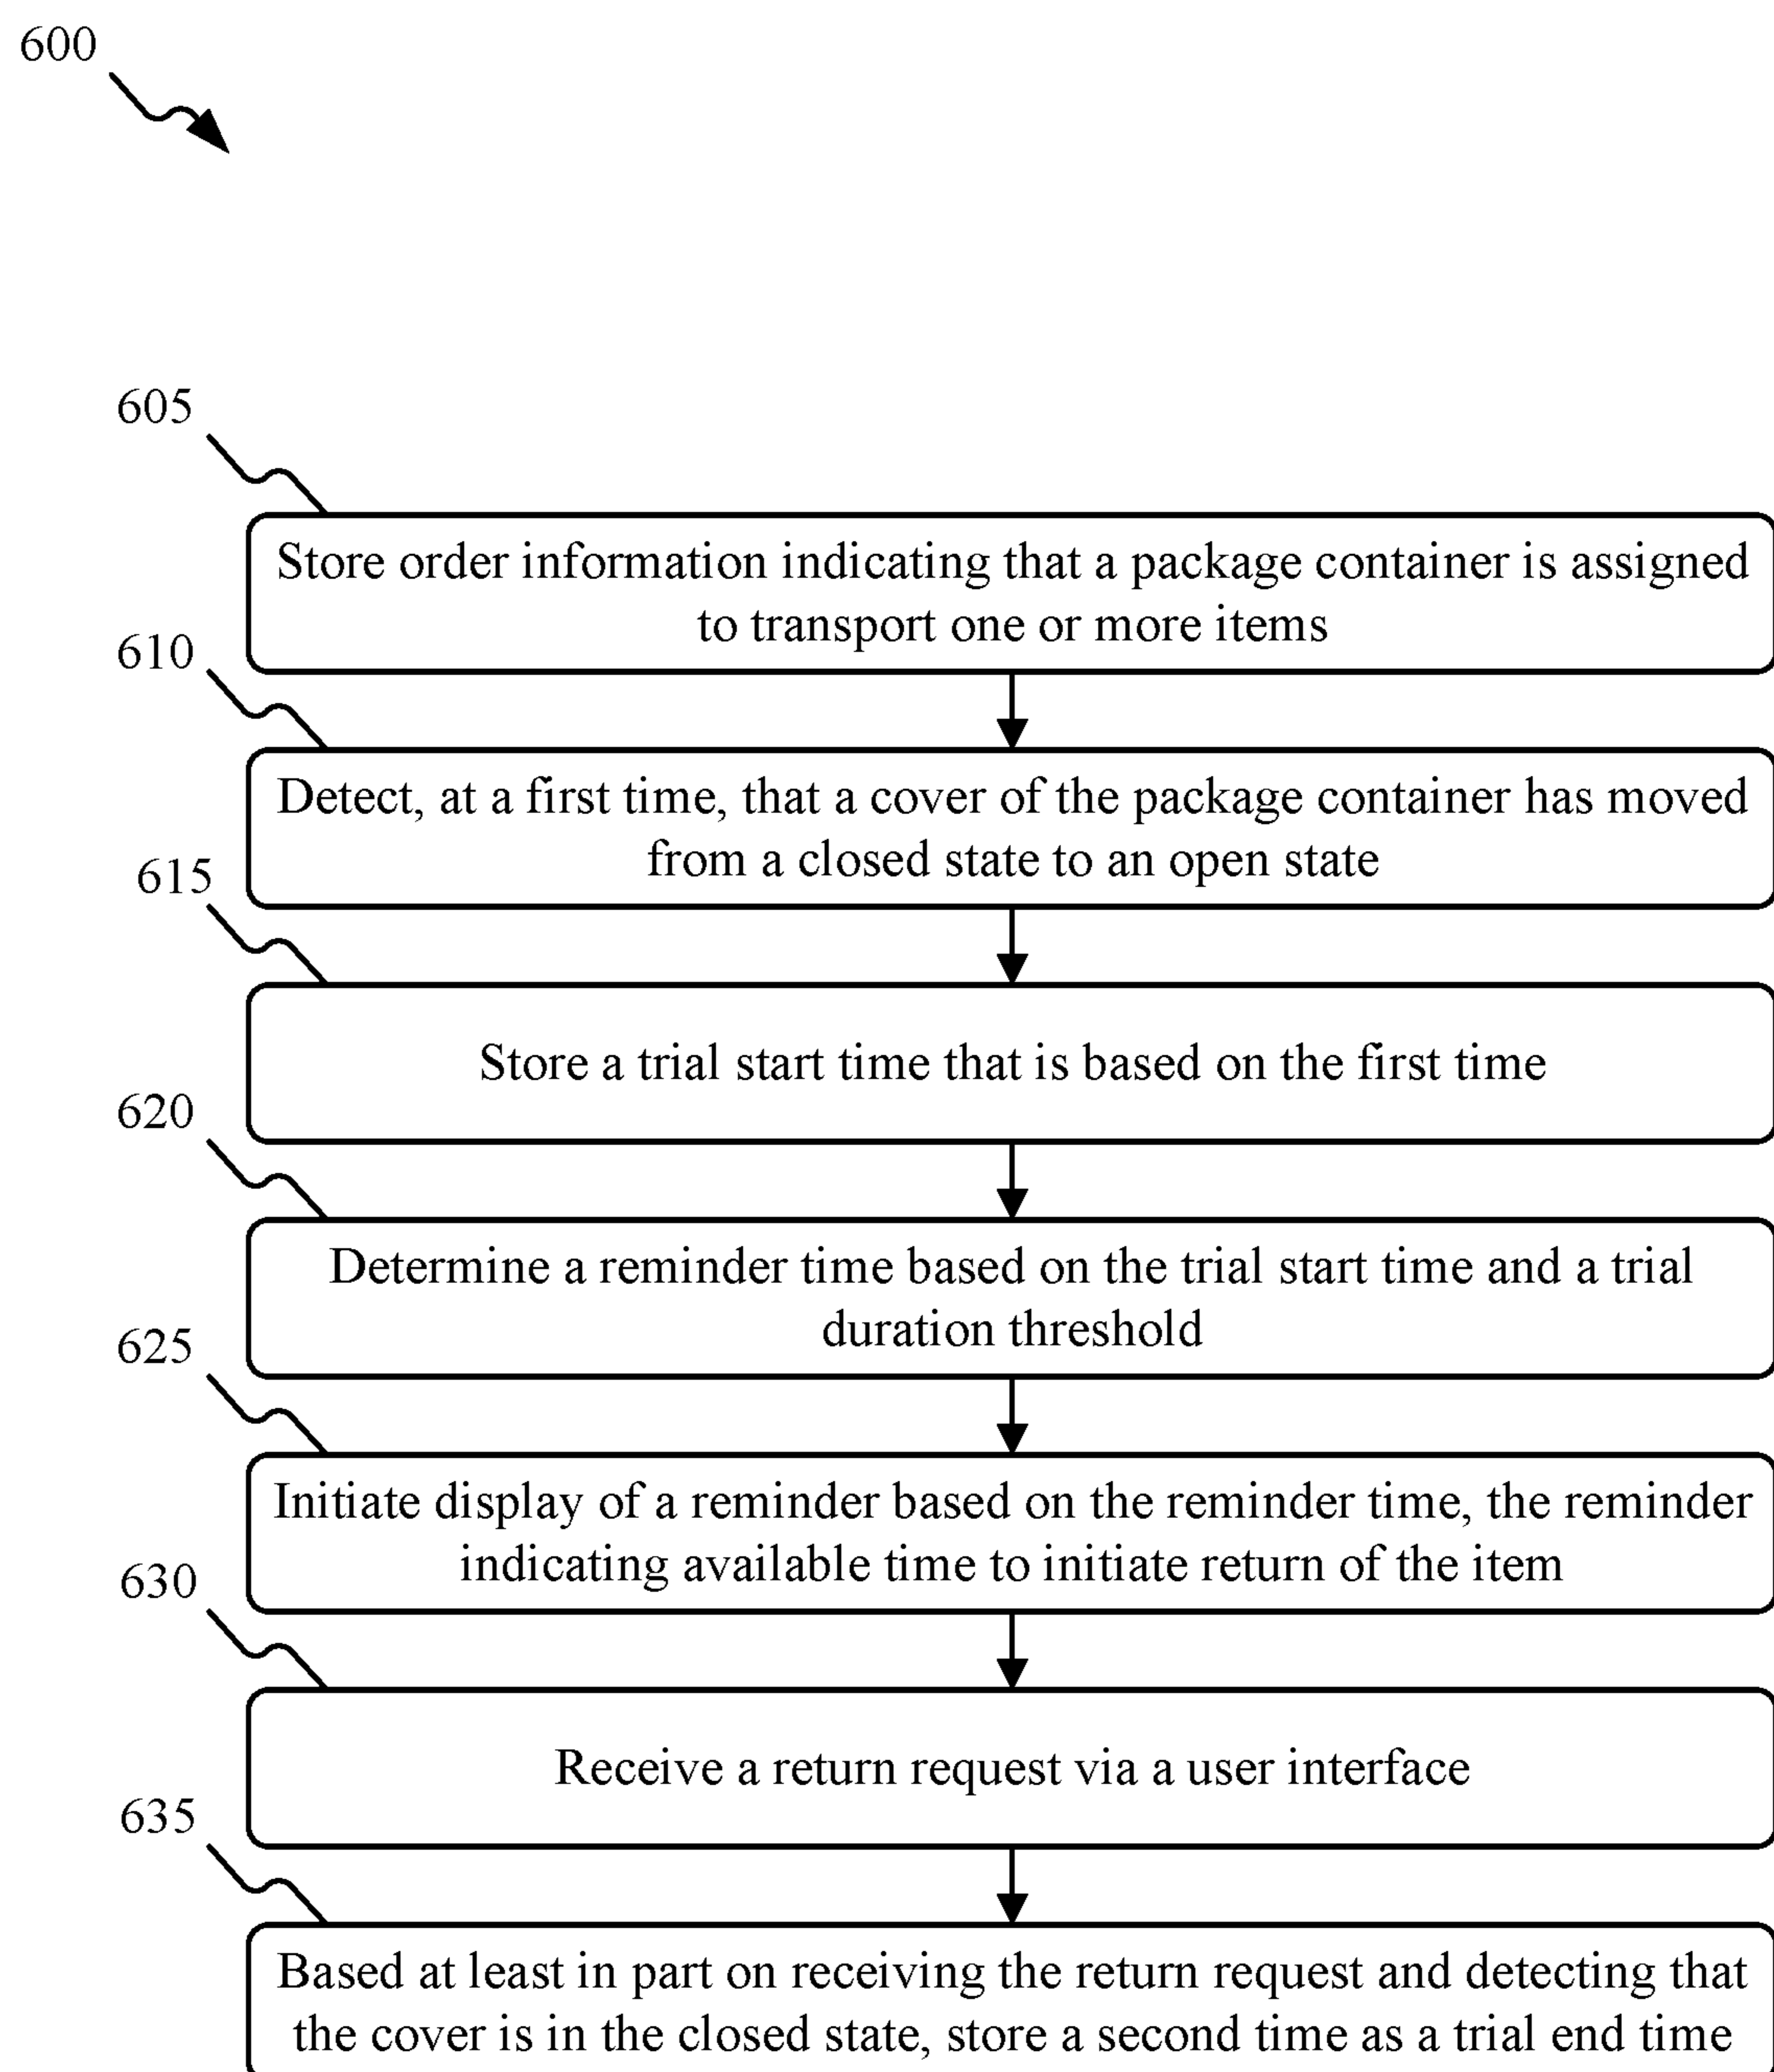 600
605
Store order information indicating that a package container is assigned
to transport one or more items
610
Detect, at a first time, that a cover of the package container has moved
from a closed state to an open state
615
Store a trial start time that is based on the first time
620
Determine a reminder time based on the trial start time and a trial
duration threshold
625
Initiate display of a reminder based on the reminder time, the reminder
indicating available time to initiate return of the item
630
Receive a return request via a user interface
635
Based at least in part on receiving the return request and detecting that
the cover is in the closed state, store a second time as a trial end time